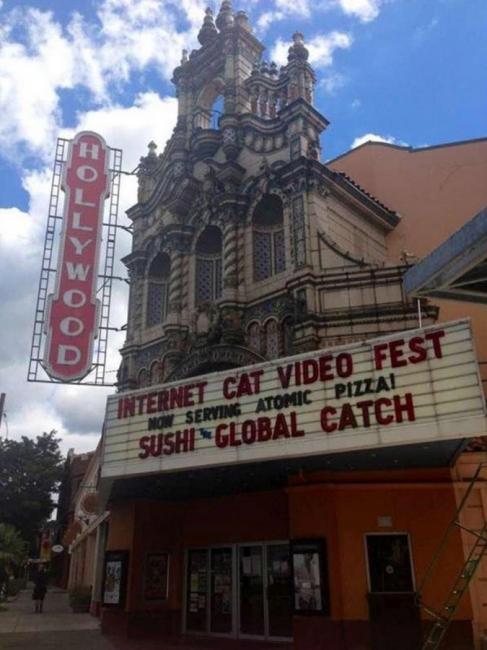 HOLLYWOOD
INTERNET CAT VIDEO FEST
NOW SERVING ATOMIC PIZZA!
SUSHI THE GLOBAL CATCH